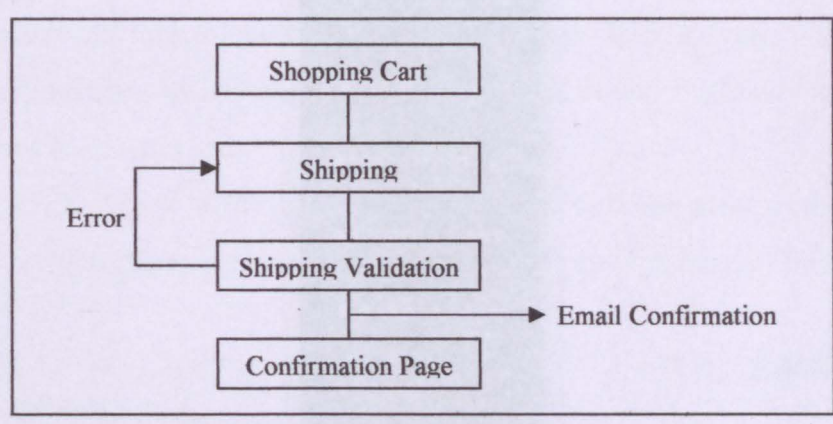 Shopping Cart
Shipping
Error
Shipping Validation
Email Confirmation
Confirmation Page